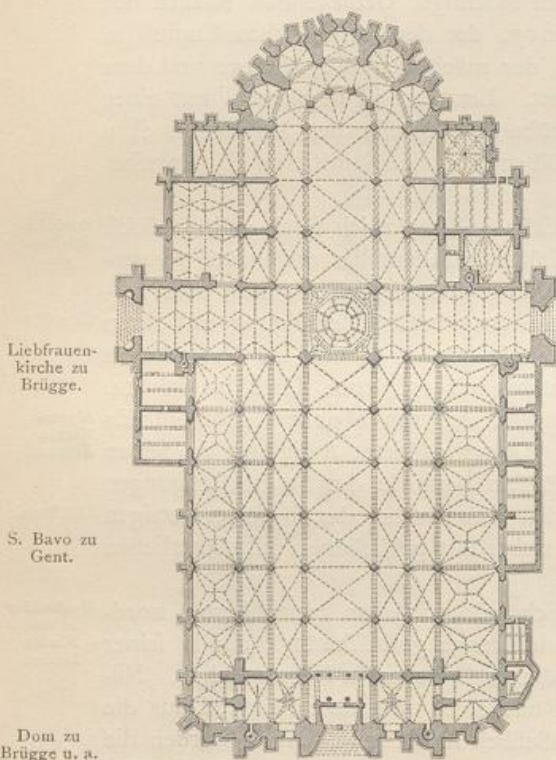 Liebfrauen-
kirche zu
Brügge.
S. Bavo zu
Gent.
Dom zu
Brügge u. a.